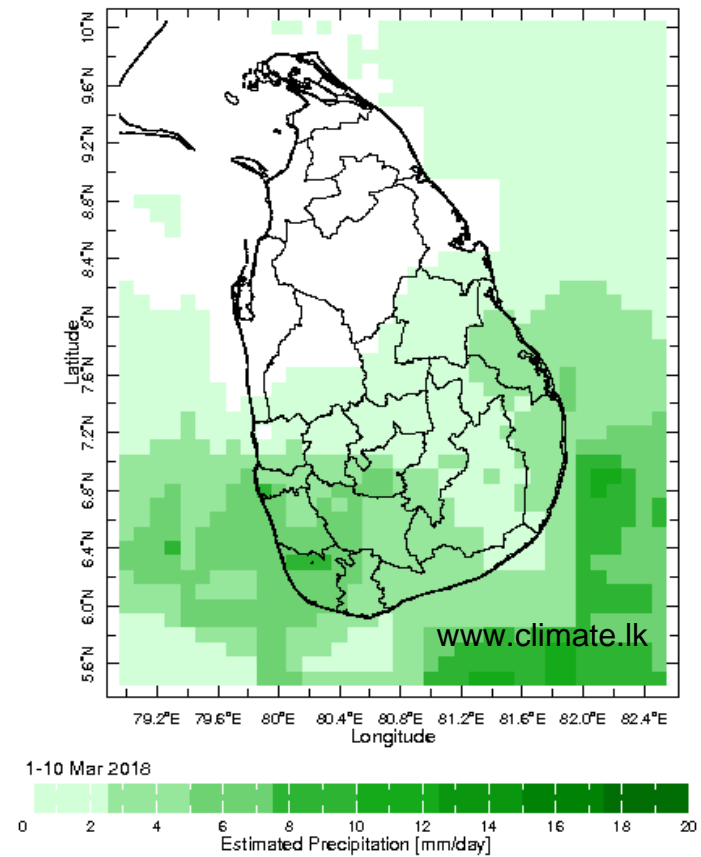 10°N
9.6°N
9.2°N
8.8°N
8.4°N
8°N
7.6°N
7.2°N
6.8°N
6.4°N
6.0°N
5.6°N
Latitude
www.climate.lk
79.2°E 79.6°E 80°E 80.4°E 80.8°E 81.2°E 81.6°E 82.0°E 82.4°E
Longitude
1-10 Mar 2018
0 2 4 6 8 10 12 14 16 18 20
Estimated Precipitation [mm/day]